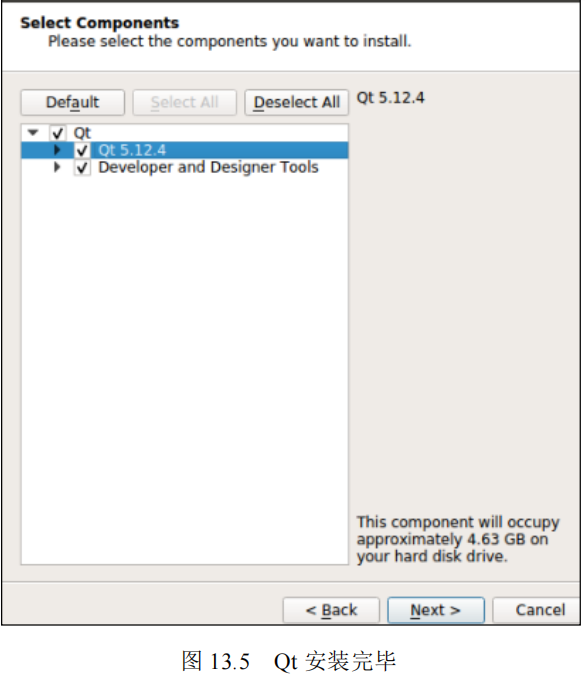 Select Components
Please select the components you want to install.
Default
Select All
Deselect All
Qt 5.12.4
Qt
Qt 5.12.4
Developer and Designer Tools
This component will occupy
approximately 4.63 GB on
your hard disk drive.
< Back
Next >
Cancel
图 13.5 Qt 安装完毕